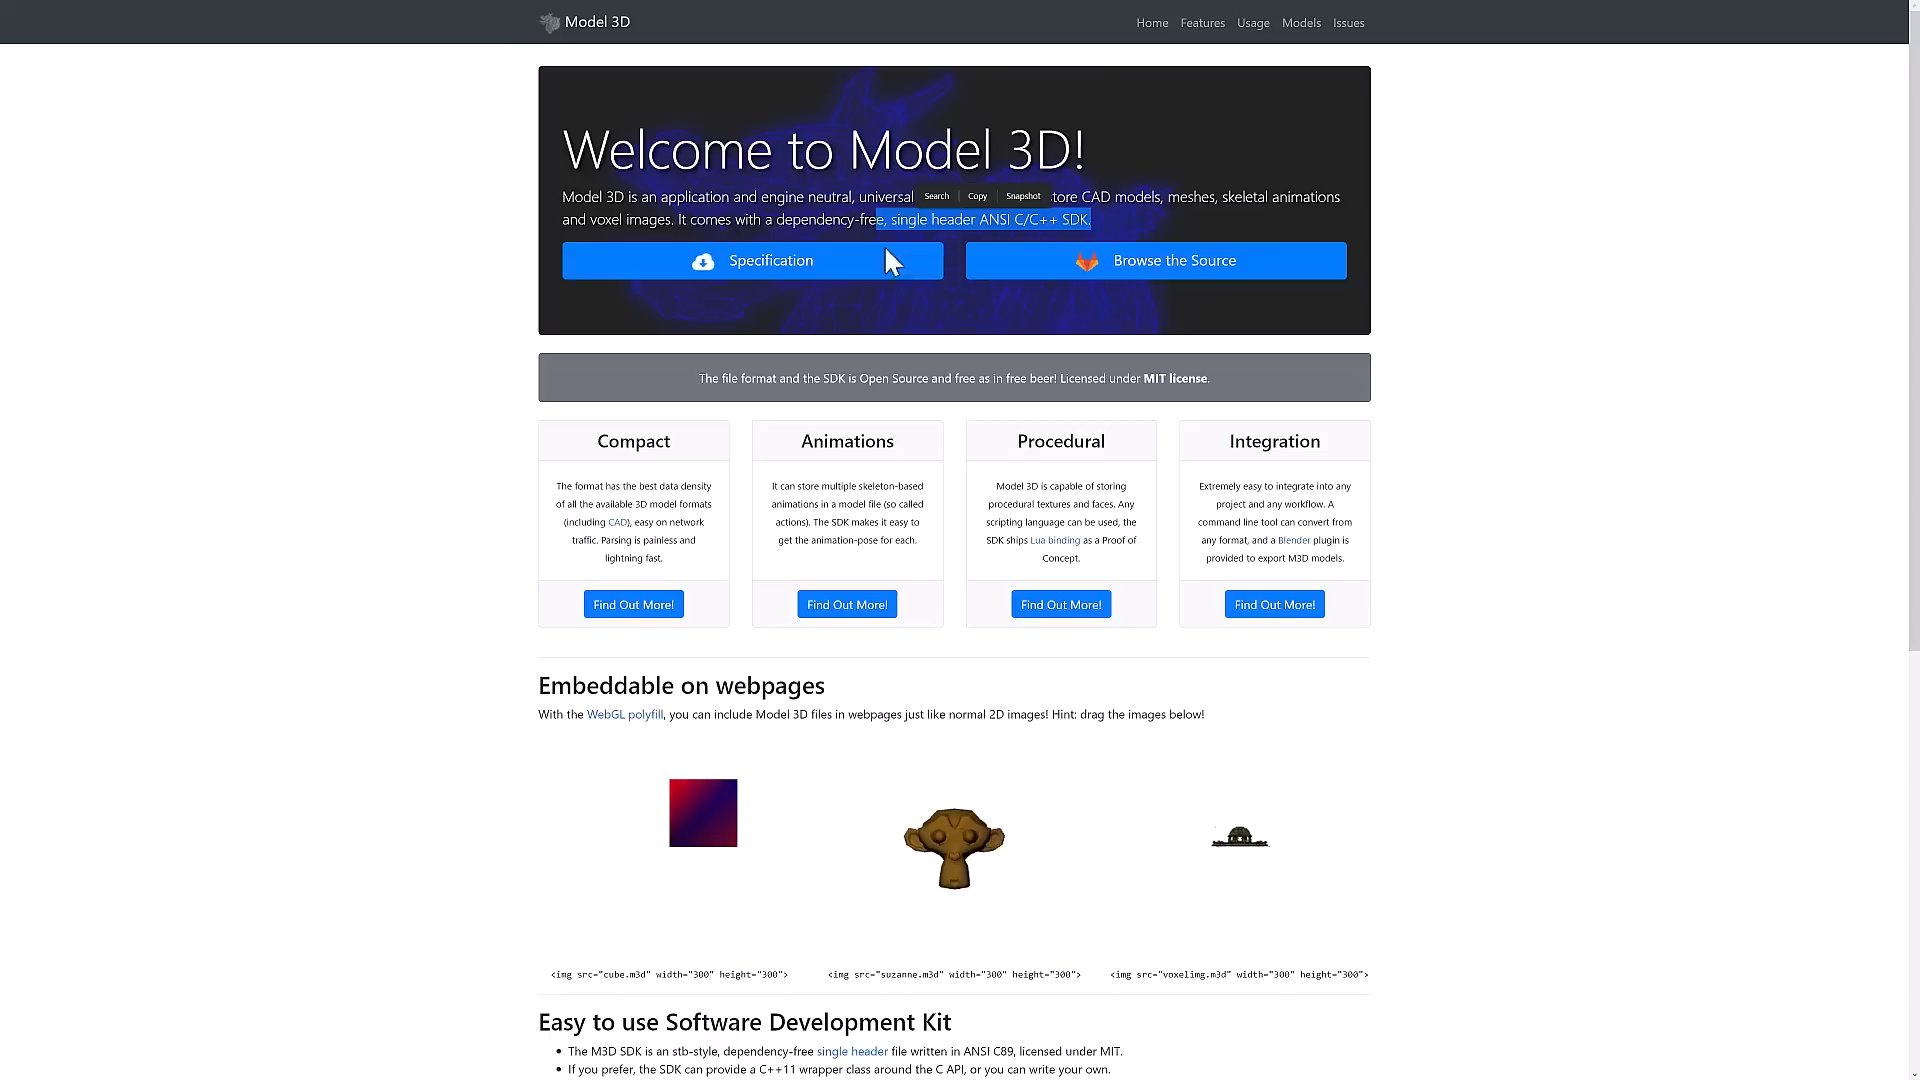 Model 3D
Home Features Usage Models Issues
Welcome to Model 3D!
Model 3D is an application and engine neutral, universal Search Copy Snapshot tore CAD models, meshes, skeletal animations
and voxel images. It comes with a dependency-free, single header ANSI C/C++ SDK.
Specification Browse the Source
The file format and the SDK is Open Source and free as in free beer! Licensed under MIT license.
Compact
The format has the best data density
of all the available 3D model formats
(including CAD), easy on network
traffic. Parsing is painless and
lightning fast.
Find Out More!
Animations
It can store multiple skeleton-based
animations in a model file (so called
actions). The SDK makes it easy to
get the animation-pose for each.
Find Out More!
Procedural
Model 3D is capable of storing
procedural textures and faces. Any
scripting language can be used, the
SDK ships Lua binding as a Proof of
Concept.
Find Out More!
Integration
Extremely easy to integrate into any
project and any workflow. A
command line tool can convert from
any format, and a Blender plugin is
provided to export M3D models.
Find Out More!
Embeddable on webpages
With the WebGL polyfill, you can include Model 3D files in webpages just like normal 2D images! Hint: drag the images below!
<img src="cube.m3d" width="300" height="300">
<img src="suzanne.m3d" width="300" height="300">
<img src="voxelimg.m3d" width="300" height="300">
Easy to use Software Development Kit
• The M3D SDK is an stb-style, dependency-free single header file written in ANSI C89, licensed under MIT.
• If you prefer, the SDK can provide a C++11 wrapper class around the C API, or you can write your own.